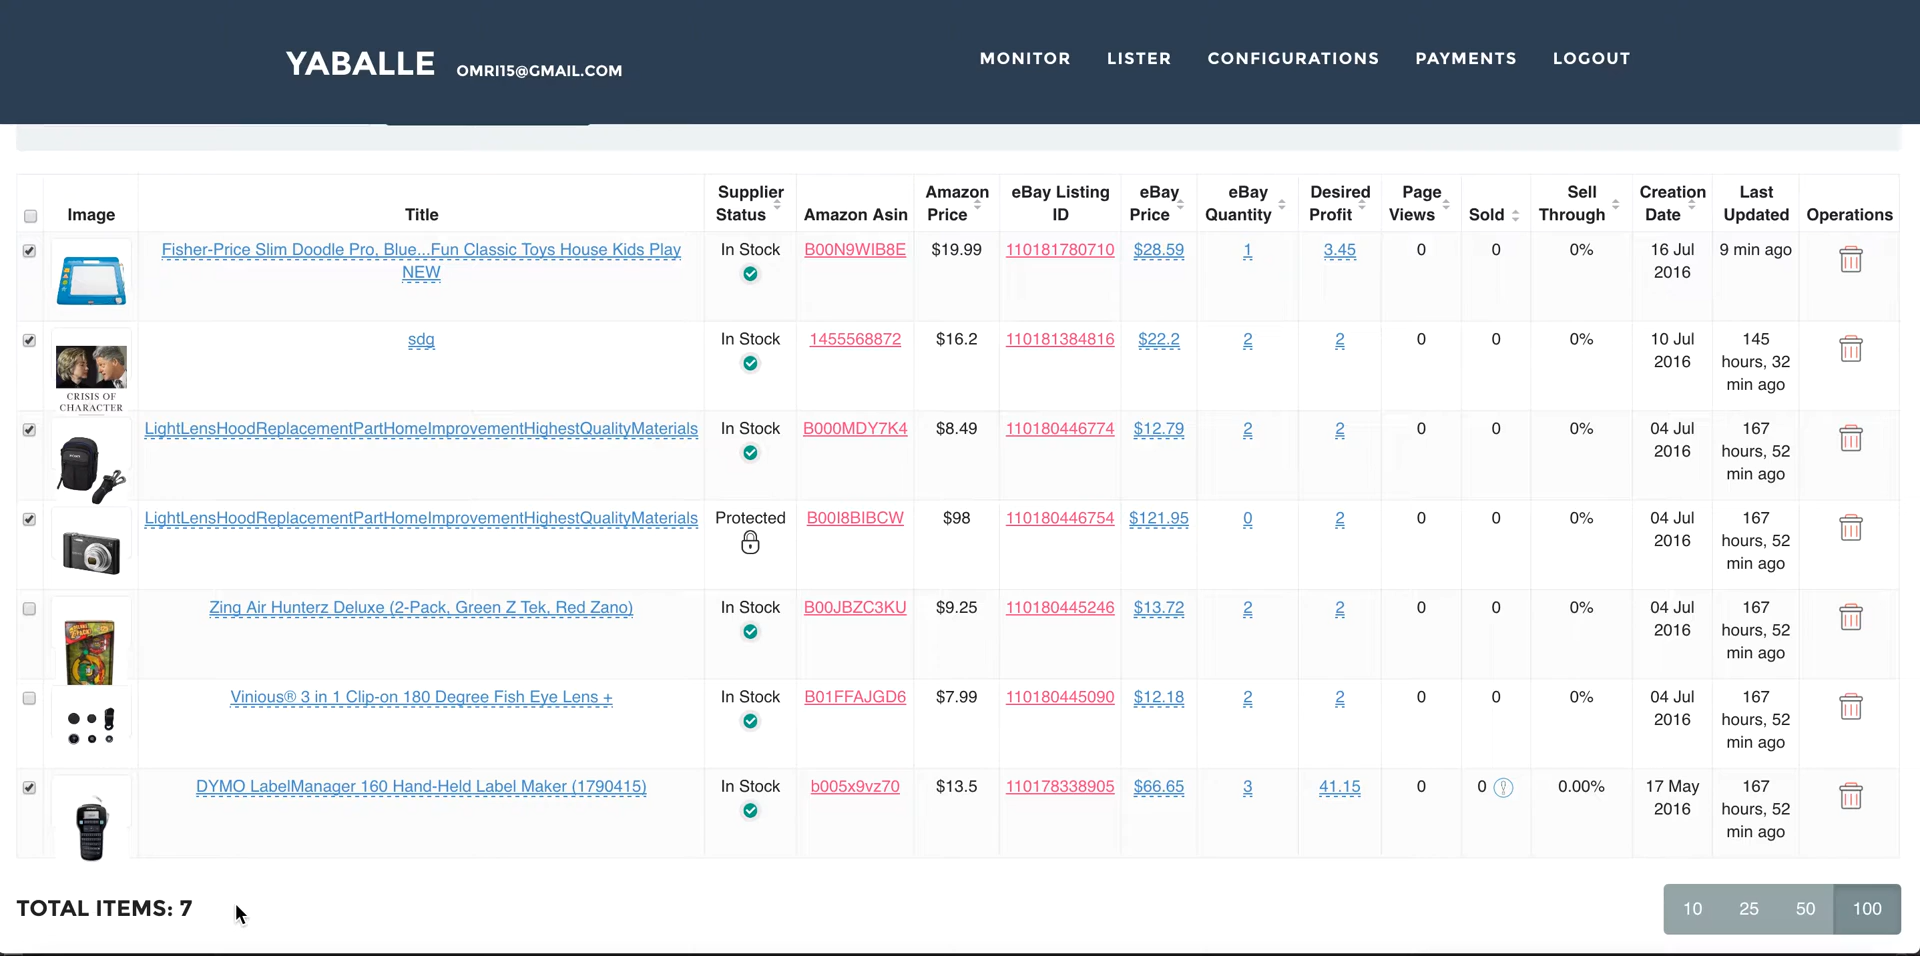 YABALLE OMRI15@GMAIL.COM MONITOR LISTER CONFIGURATIONS PAYMENTS LOGOUT
Image Title Supplier Status Amazon Asin Amazon Price eBay Listing ID eBay Price eBay Quantity Desired Profit Page Views Sold Sell Through Creation Date Last Updated Operations
Fisher-Price Slim Doodle Pro, Blue...Fun Classic Toys House Kids Play In Stock B00N9WIB8E $19.99 110181780710 $28.59 1 3.45 0 0 0% 16 Jul 9 min ago
NEW 2016
sdg In Stock 1455568872 $16.2 110181384816 $22.2 2 2 0 0 0% 10 Jul 145
2016 hours, 32
min ago
CRISIS OF
CHARACTER
LightLensHoodReplacementPartHomeImprovementHighestQualityMaterials In Stock B000MDY7K4 $8.49 110180446774 $12.79 2 2 0 0 0% 04 Jul 167
2016 hours, 52
min ago
LightLensHoodReplacementPartHomeImprovementHighestQualityMaterials Protected B00I8BIBCW $98 110180446754 $121.95 0 2 0 0 0% 04 Jul 167
2016 hours, 52
min ago
Zing Air Hunterz Deluxe (2-Pack, Green Z Tek, Red Zano) In Stock B00JBZC3KU $9.25 110180445246 $13.72 2 2 0 0 0% 04 Jul 167
2016 hours, 52
min ago
Vinious® 3 in 1 Clip-on 180 Degree Fish Eye Lens + In Stock B01FFAJGD6 $7.99 110180445090 $12.18 2 2 0 0 0% 04 Jul 167
2016 hours, 52
min ago
DYMO LabelManager 160 Hand-Held Label Maker (1790415) In Stock b005x9vz70 $13.5 110178338905 $66.65 3 41.15 0 0 0.00% 17 May 167
2016 hours, 52
min ago
TOTAL ITEMS: 7 10 25 50 100